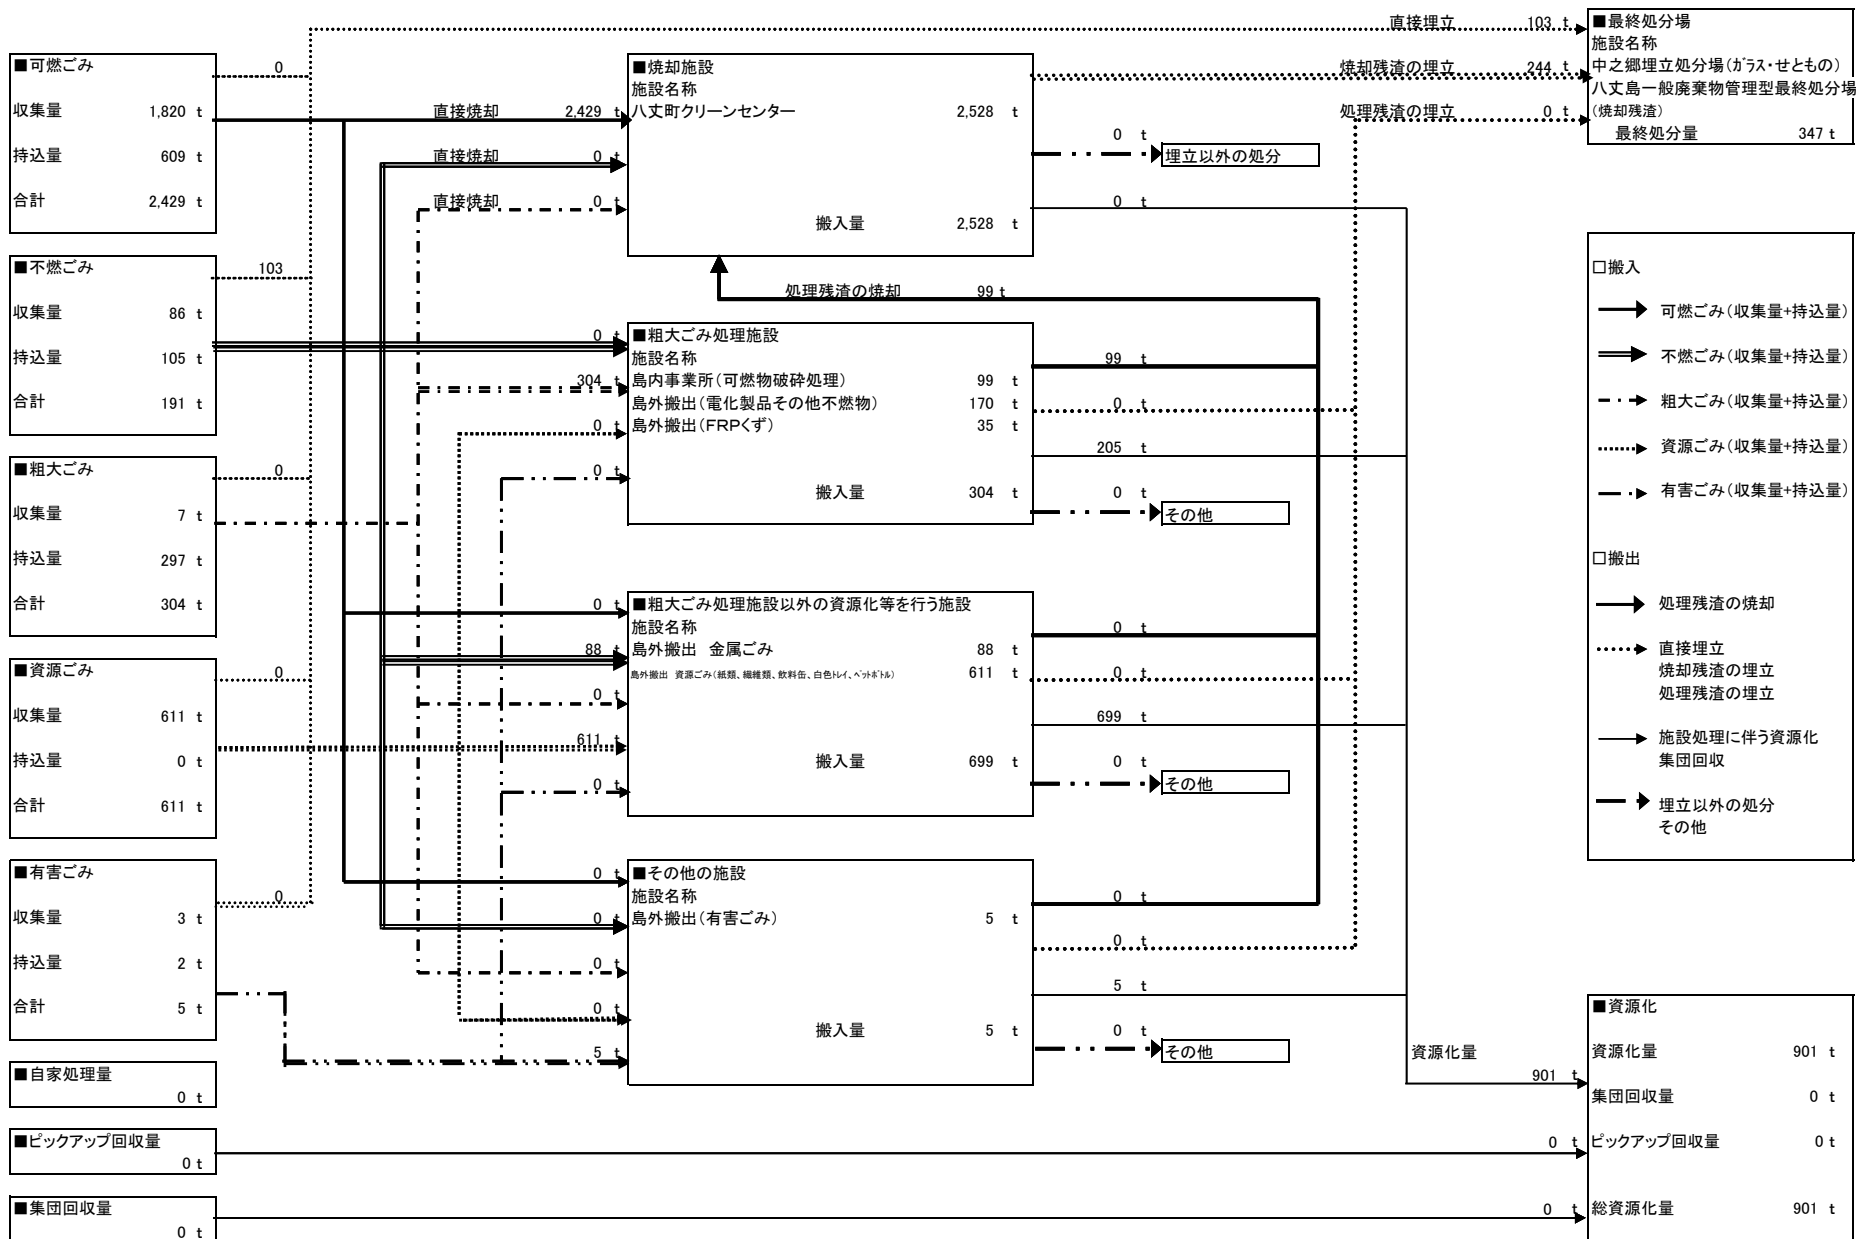 ■可燃ごみ
収集量 1,820 t
持込量 609 t
合計 2,429 t
0
■不燃ごみ
収集量 86 t
持込量 105 t
合計 191 t
103
■粗大ごみ
収集量 7 t
持込量 297 t
合計 304 t
0
■資源ごみ
収集量 611 t
持込量 0 t
合計 611 t
0
■有害ごみ
収集量 3 t
持込量 2 t
合計 5 t
0
■自家処理量
0 t
■ピックアップ回収量
0 t
■集団回収量
0 t
直接焼却 2,429 t
直接焼却 0 t
直接焼却 0 t
■焼却施設
施設名称
八丈町クリーンセンター 2,528 t
搬入量 2,528 t
処理残渣の焼却 99 t
0 t
304 t
0 t
0 t
■粗大ごみ処理施設
施設名称
島内事業所(可燃物破砕処理) 99 t
島外搬出(電化製品その他不燃物) 170 t
島外搬出(FRPくず) 35 t
搬入量 304 t
0 t
88 t
0 t
611 t
0 t
■粗大ごみ処理施設以外の資源化等を行う施設
施設名称
島外搬出 金属ごみ 88 t
島外搬出 資源ごみ(紙類、繊維類、飲料缶、白色トレイ、ペットボトル) 611 t
搬入量 699 t
0 t
0 t
0 t
0 t
5 t
■その他の施設
施設名称
島外搬出(有害ごみ) 5 t
搬入量 5 t
直接埋立 103 t
焼却残渣の埋立 244 t
処理残渣の埋立 0 t
0 t
埋立以外の処分
0 t
99 t
0 t
205 t
0 t
その他
0 t
0 t
699 t
0 t
その他
0 t
0 t
5 t
0 t
その他
資源化量
901 t
0 t
0 t
■最終処分場
施設名称
中之郷埋立処分場(ガラス・せともの)
八丈島一般廃棄物管理型最終処分場
(焼却残渣)
最終処分量 347 t
□搬入
可燃ごみ(収集量+持込量)
不燃ごみ(収集量+持込量)
粗大ごみ(収集量+持込量)
資源ごみ(収集量+持込量)
有害ごみ(収集量+持込量)
□搬出
処理残渣の焼却
直接埋立
焼却残渣の埋立
処理残渣の埋立
施設処理に伴う資源化
集団回収
埋立以外の処分
その他
■資源化
資源化量 901 t
集団回収量 0 t
ピックアップ回収量 0 t
総資源化量 901 t